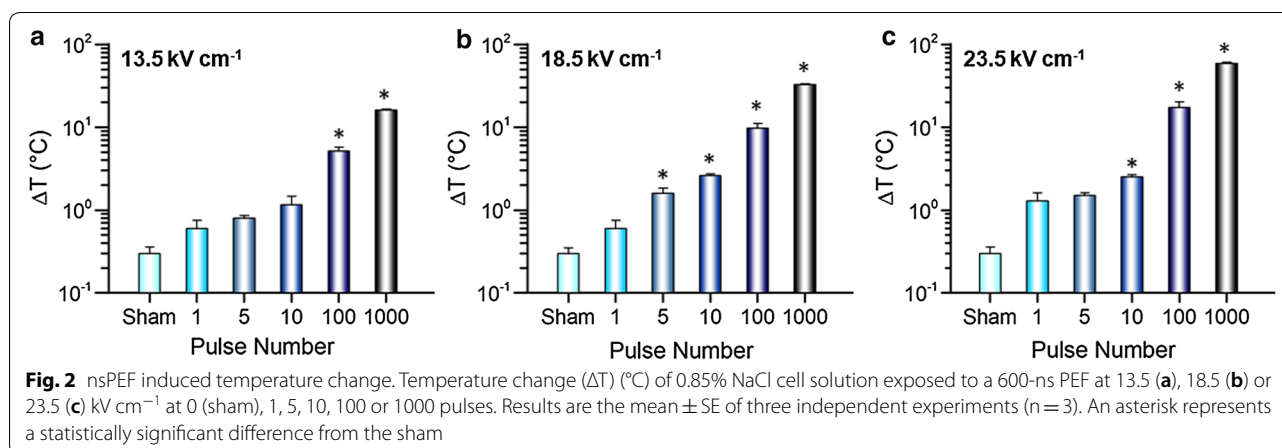 a
13.5 kV cm⁻¹
10²
10¹
10⁰
10⁻¹
ΔT (°C)
*
*
Sham 1 5 10 100 1000
Pulse Number
b
18.5 kV cm⁻¹
10²
10¹
10⁰
10⁻¹
ΔT (°C)
*
*
*
*
Sham 1 5 10 100 1000
Pulse Number
c
23.5 kV cm⁻¹
10²
10¹
10⁰
10⁻¹
ΔT (°C)
*
*
*
Sham 1 5 10 100 1000
Pulse Number
Fig. 2 nsPEF induced temperature change. Temperature change (ΔT) (°C) of 0.85% NaCl cell solution exposed to a 600-ns PEF at 13.5 (a), 18.5 (b) or
23.5 (c) kV cm⁻¹ at 0 (sham), 1, 5, 10, 100 or 1000 pulses. Results are the mean ± SE of three independent experiments (n = 3). An asterisk represents
a statistically significant difference from the sham